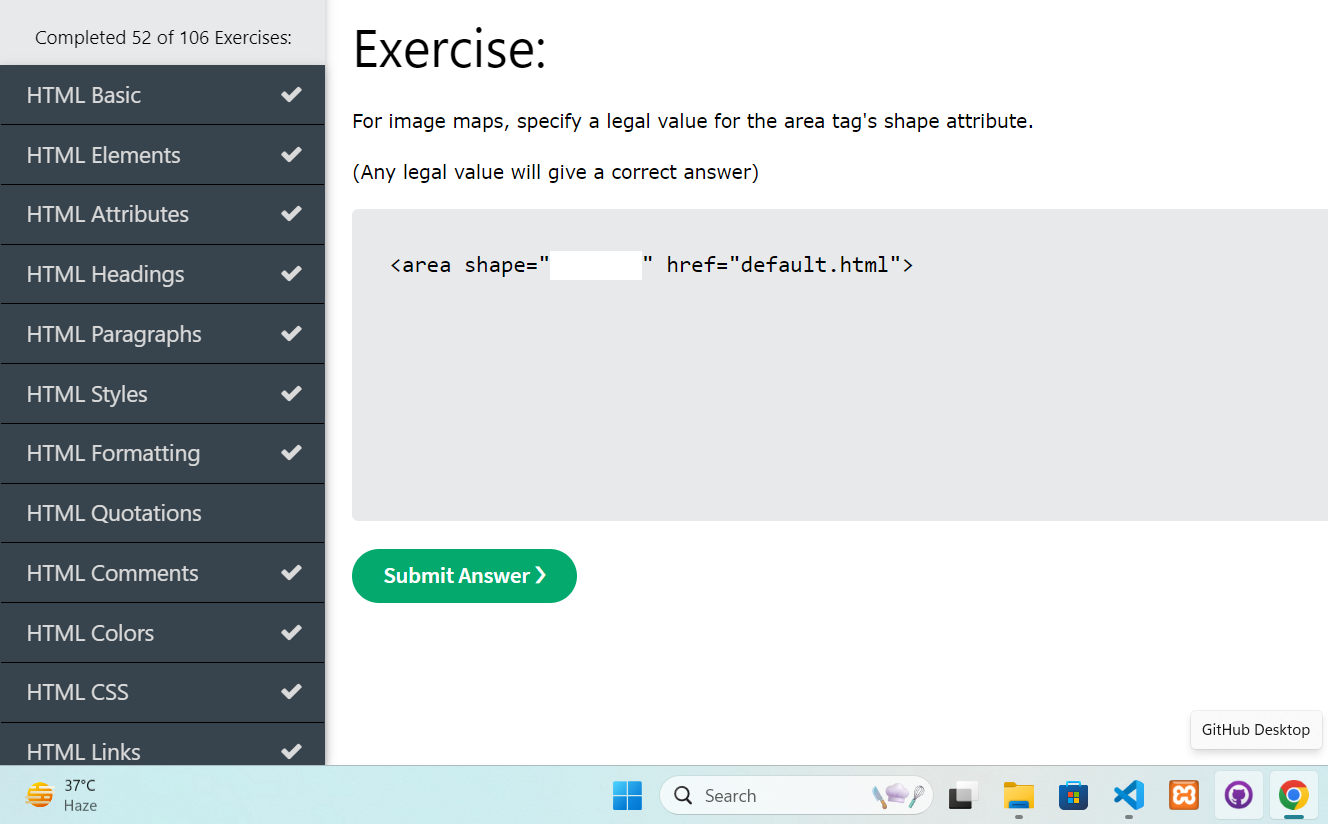 Completed 52 of 106 Exercises:
HTML Basic
HTML Elements
HTML Attributes
HTML Headings
HTML Paragraphs
HTML Styles
HTML Formatting
HTML Quotations
HTML Comments
HTML Colors
HTML CSS
HTML Links
Exercise:
For image maps, specify a legal value for the area tag's shape attribute.
(Any legal value will give a correct answer)
<area shape="        " href="default.html">
Submit Answer ❯
GitHub Desktop
37°C
Haze
Search